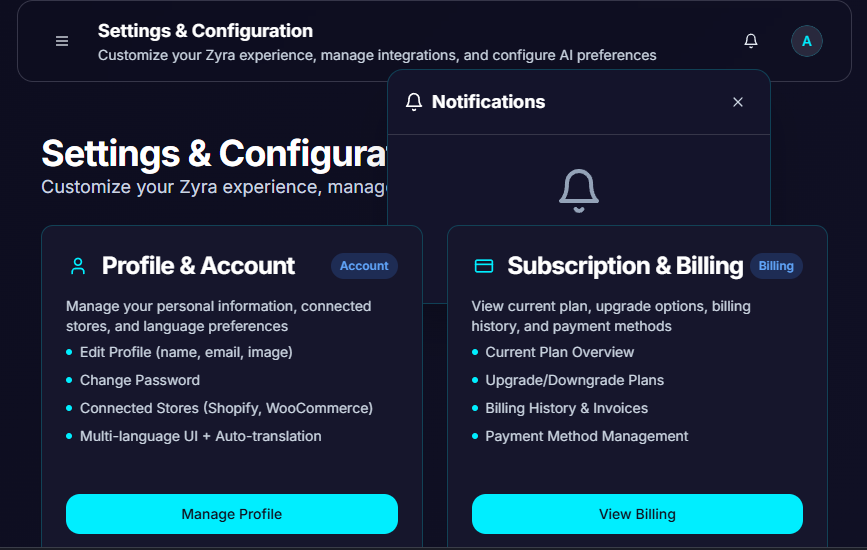 Settings & Configuration
Customize your Zyra experience, manage integrations, and configure AI preferences
A
Notifications
Settings & Configura
Customize your Zyra experience, manag
Profile & Account
Account
Manage your personal information, connected
stores, and language preferences
Edit Profile (name, email, image)
Change Password
Connected Stores (Shopify, WooCommerce)
Multi-language UI + Auto-translation
Manage Profile
Subscription & Billing
Billing
View current plan, upgrade options, billing
history, and payment methods
Current Plan Overview
Upgrade/Downgrade Plans
Billing History & Invoices
Payment Method Management
View Billing